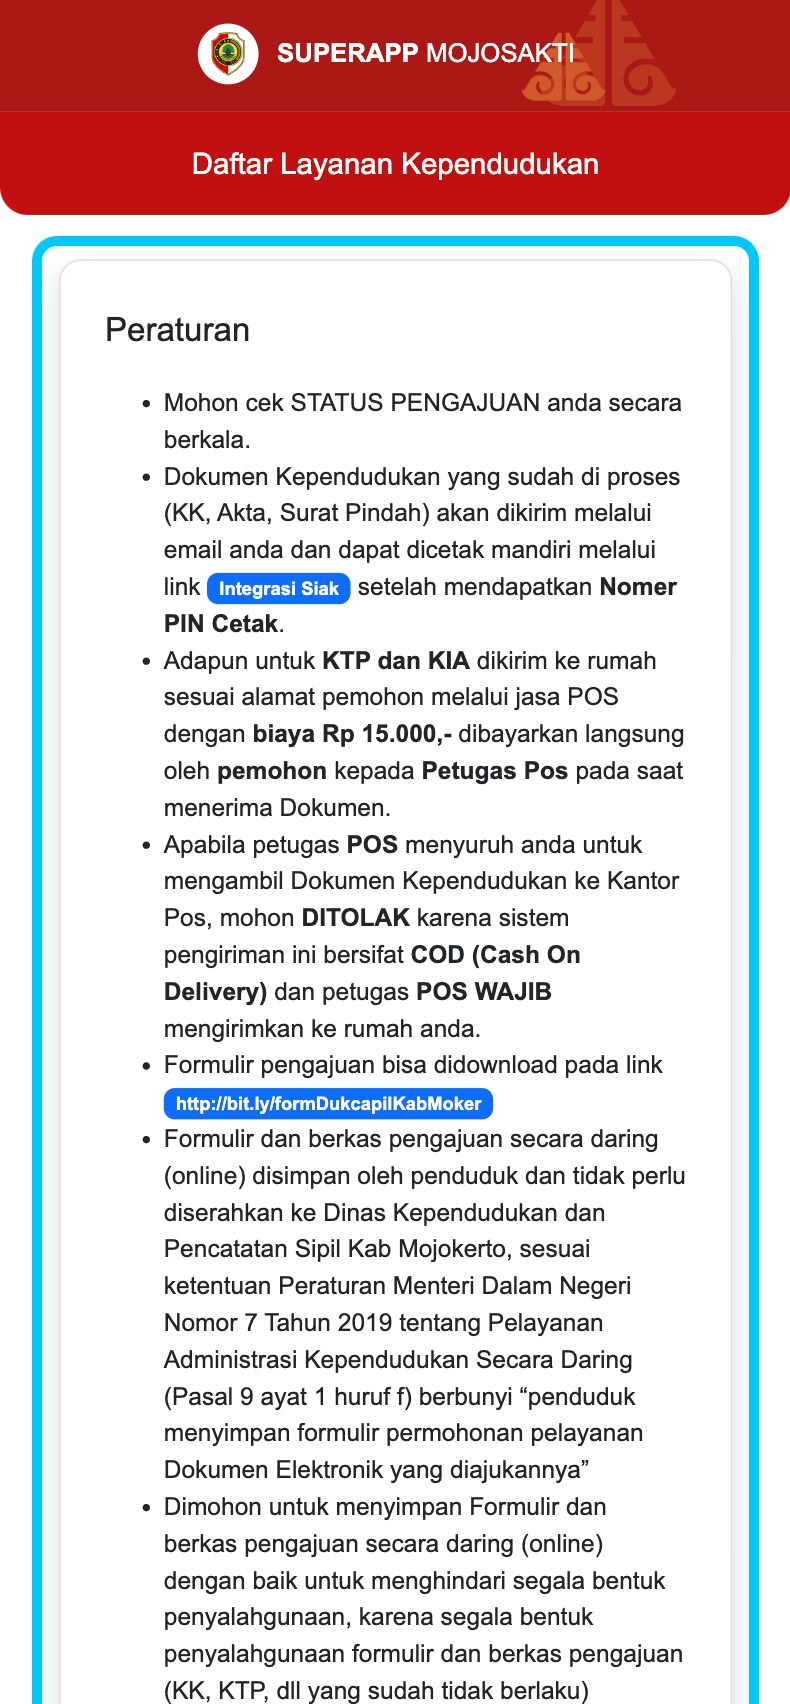 SUPERAPP MOJOSAKTI
Daftar Layanan Kependudukan
Peraturan
• Mohon cek STATUS PENGAJUAN anda secara
berkala.
• Dokumen Kependudukan yang sudah di proses
(KK, Akta, Surat Pindah) akan dikirim melalui
email anda dan dapat dicetak mandiri melalui
link Integrasi Siak setelah mendapatkan Nomer
PIN Cetak.
• Adapun untuk KTP dan KIA dikirim ke rumah
sesuai alamat pemohon melalui jasa POS
dengan biaya Rp 15.000,- dibayarkan langsung
oleh pemohon kepada Petugas Pos pada saat
menerima Dokumen.
• Apabila petugas POS menyuruh anda untuk
mengambil Dokumen Kependudukan ke Kantor
Pos, mohon DITOLAK karena sistem
pengiriman ini bersifat COD (Cash On
Delivery) dan petugas POS WAJIB
mengirimkan ke rumah anda.
• Formulir pengajuan bisa didownload pada link
http://bit.ly/formDukcapilKabMoker
• Formulir dan berkas pengajuan secara daring
(online) disimpan oleh penduduk dan tidak perlu
diserahkan ke Dinas Kependudukan dan
Pencatatan Sipil Kab Mojokerto, sesuai
ketentuan Peraturan Menteri Dalam Negeri
Nomor 7 Tahun 2019 tentang Pelayanan
Administrasi Kependudukan Secara Daring
(Pasal 9 ayat 1 huruf f) berbunyi “penduduk
menyimpan formulir permohonan pelayanan
Dokumen Elektronik yang diajukannya”
• Dimohon untuk menyimpan Formulir dan
berkas pengajuan secara daring (online)
dengan baik untuk menghindari segala bentuk
penyalahgunaan, karena segala bentuk
penyalahgunaan formulir dan berkas pengajuan
(KK, KTP, dll yang sudah tidak berlaku)